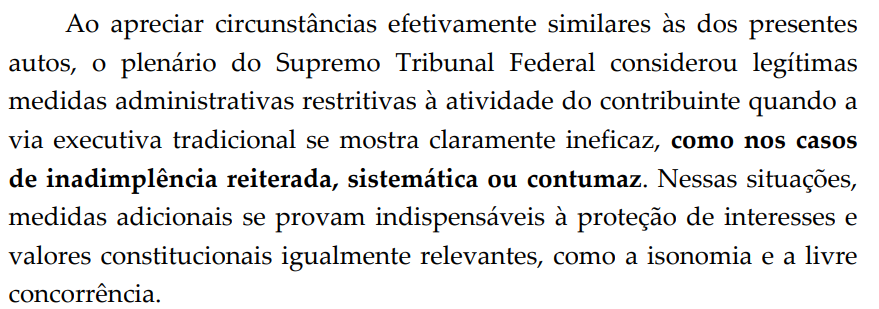 Ao apreciar circunstâncias efetivamente similares às dos presentes
autos, o plenário do Supremo Tribunal Federal considerou legítimas
medidas administrativas restritivas à atividade do contribuinte quando a
via executiva tradicional se mostra claramente ineficaz, como nos casos
de inadimplência reiterada, sistemática ou contumaz. Nessas situações,
medidas adicionais se provam indispensáveis à proteção de interesses e
valores constitucionais igualmente relevantes, como a isonomia e a livre
concorrência.